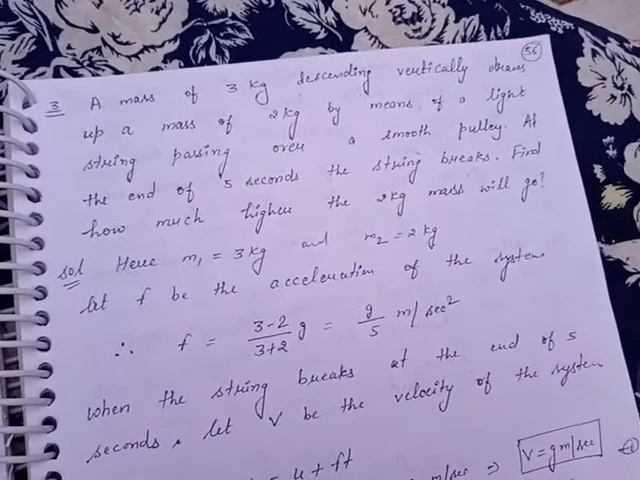 56
3 A mass of 3 kg descending vertically draws
up a mass of 2kg by means of a light
string passing over a smooth pulley. At
the end of 5 seconds the string breaks. Find
how much higher the 2kg mass will go?
Sol Here m₁ = 3 kg and m₂ = 2 kg
let f be the acceleration of the system
∴ f = (3-2)/(3+2) g = g/5 m/sec²
when the string breaks at the end of 5
seconds, let V be the velocity of the system
= u + ft
m/sec ⇒ V = g m/sec